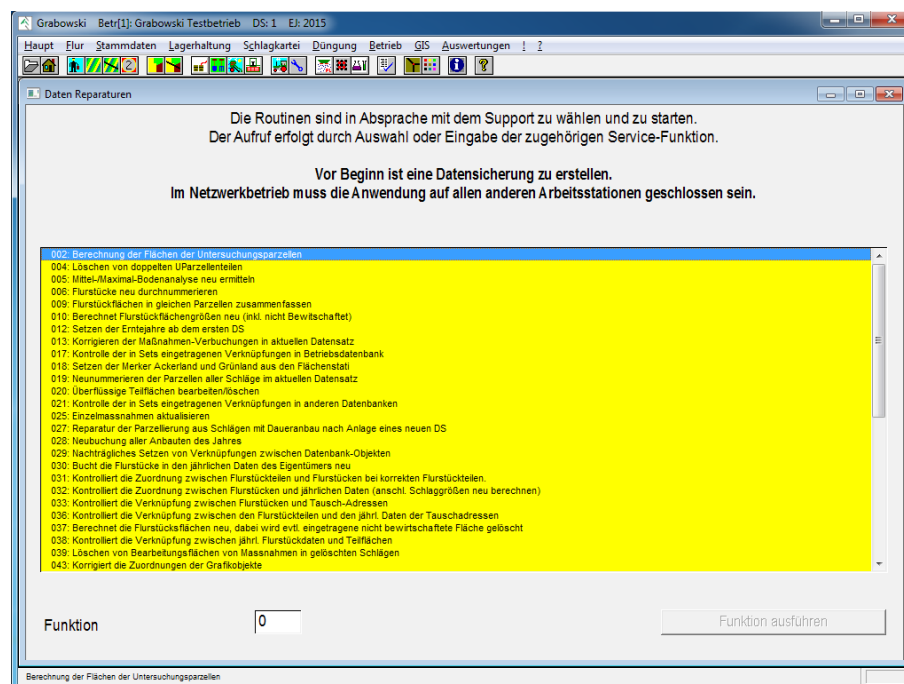 Grabowski Betr[1]: Grabowski Testbetrieb DS: 1 EJ: 2015
Haupt Flur Stammdaten Lagerhaltung Schlagkartei Düngung Betrieb GIS Auswertungen ! ?
Daten Reparaturen
Die Routinen sind in Absprache mit dem Support zu wählen und zu starten.
Der Aufruf erfolgt durch Auswahl oder Eingabe der zugehörigen Service-Funktion.
Vor Beginn ist eine Datensicherung zu erstellen.
Im Netzwerkbetrieb muss die Anwendung auf allen anderen Arbeitsstationen geschlossen sein.
002: Berechnung der Flächen der Untersuchungsparzellen
004: Löschen von doppelten UParzellenteilen
005: Mittel-/Maximal-Bodenanalyse neu ermitteln
006: Flurstücke neu durchnummerieren
009: Flurstückflächen in gleichen Parzellen zusammenfassen
010: Berechnet Flurstückflächengrößen neu (inkl. nicht Bewitschaftet)
012: Setzen der Erntejahre ab dem ersten DS
013: Korrigieren der Maßnahmen-Verbuchungen in aktuellen Datensatz
017: Kontrolle der in Sets eingetragenen Verknüpfungen in Betriebsdatenbank
018: Setzen der Merker Ackerland und Grünland aus den Flächenstati
019: Neunummerieren der Parzellen aller Schläge im aktuellen Datensatz
020: Überflüssige Teilflächen bearbeiten/löschen
021: Kontrolle der in Sets eingetragenen Verknüpfungen in anderen Datenbanken
025: Einzelmassnahmen aktualisieren
027: Reparatur der Parzellierung aus Schlägen mit Daueranbau nach Anlage eines neuen DS
028: Neubuchung aller Anbauten des Jahres
029: Nachträgliches Setzen von Verknüpfungen zwischen Datenbank-Objekten
030: Bucht die Flurstücke in den jährlichen Daten des Eigentümers neu
031: Kontrolliert die Zuordnung zwischen Flurstückteilen und Flurstücken bei korrekten Flurstückteilen.
032: Kontrolliert die Zuordnung zwischen Flurstücken und jährlichen Daten (anschl. Schlaggrößen neu berechnen)
033: Kontrolliert die Verknüpfung zwischen Flurstücken und Tausch-Adressen
036: Kontrolliert die Verknüpfung zwischen den Flurstückteilen und den jährl. Daten der Tauschadressen
037: Berechnet die Flurstücksflächen neu, dabei wird evtl. eingetragene nicht bewirtschaftete Fläche gelöscht
038: Kontrolliert die Verknüpfung zwischen jährl. Flurstückdaten und Teilflächen
039: Löschen von Bearbeitungsflächen von Massnahmen in gelöschten Schlägen
043: Korrigiert die Zuordnungen der Grafikobjekte
Funktion
0
Funktion ausführen
Berechnung der Flächen der Untersuchungsparzellen